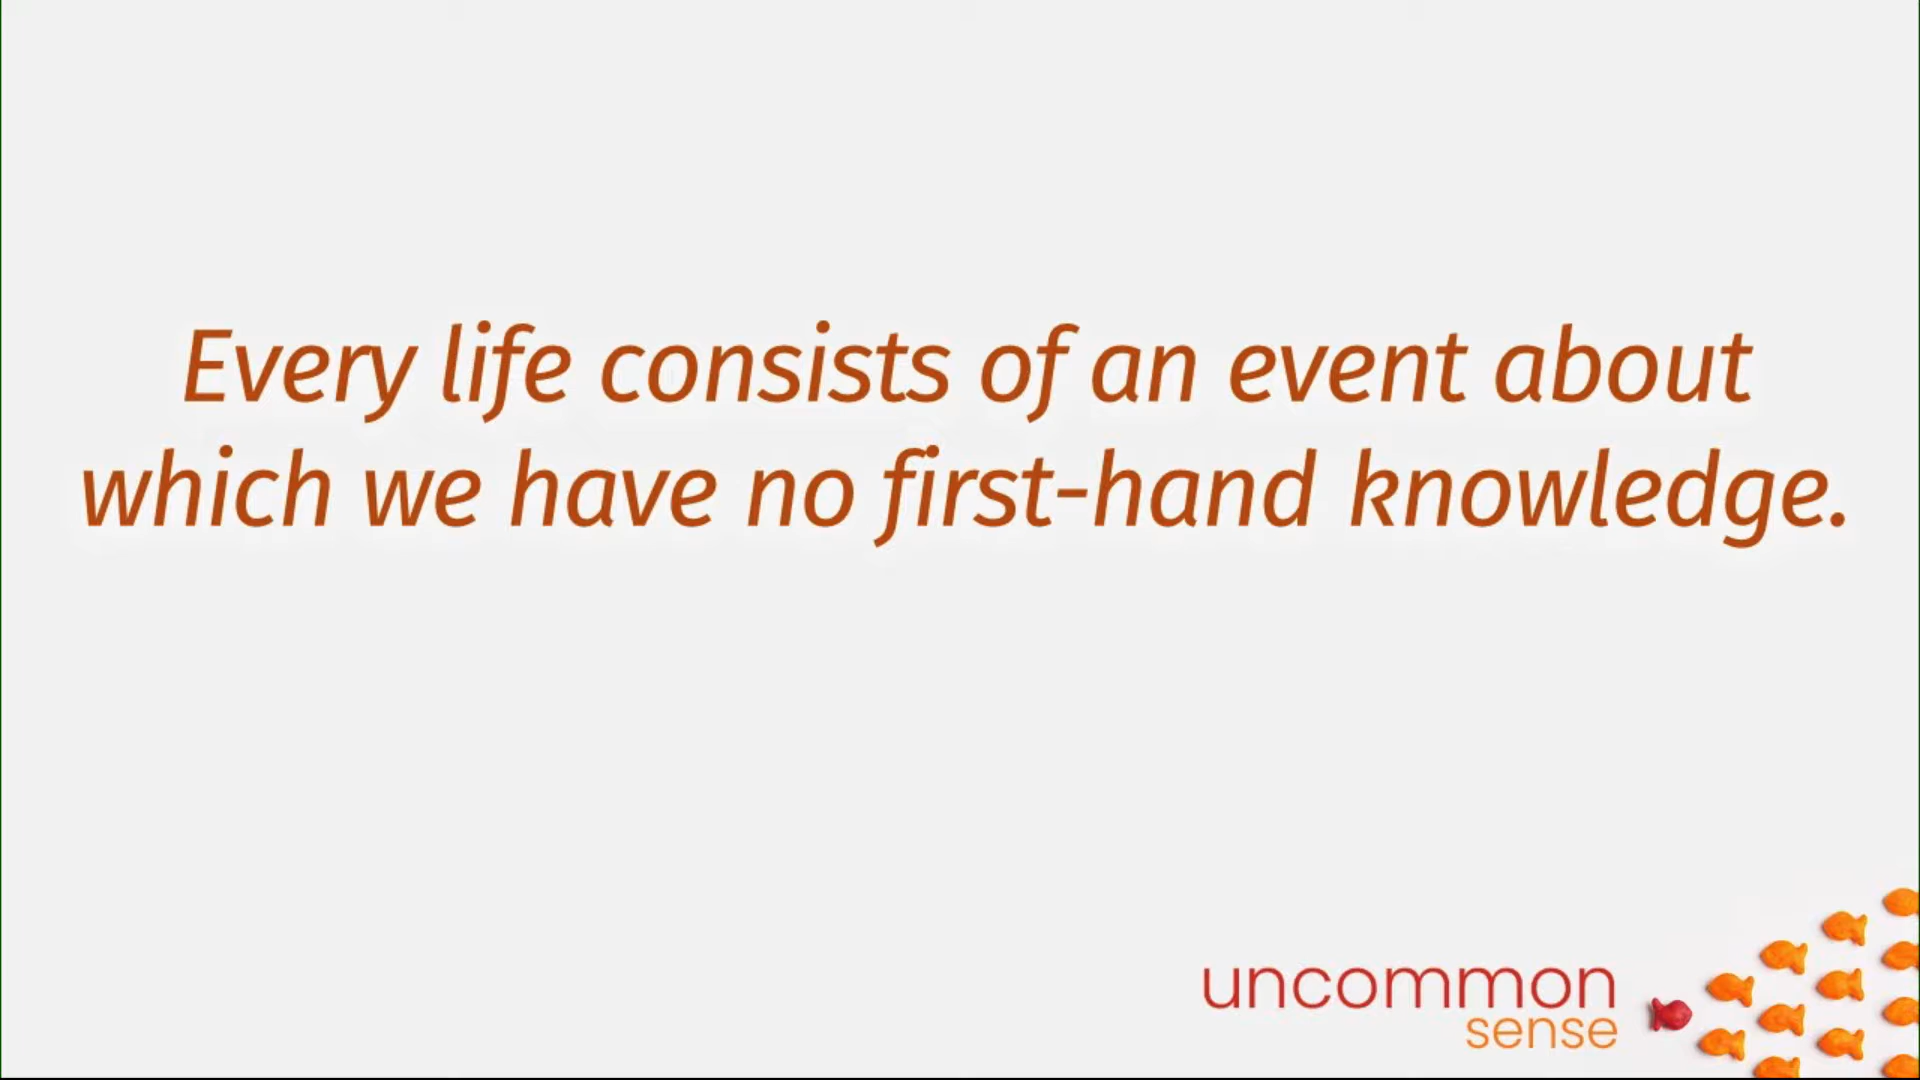 Every life consists of an event about
which we have no first-hand knowledge.
uncommon
sense